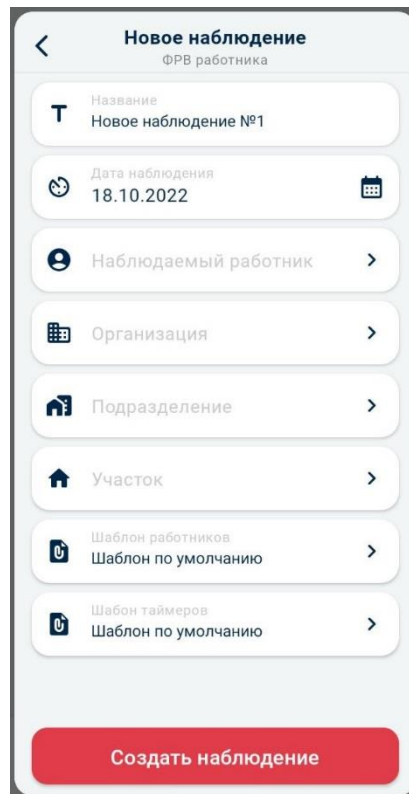 Новое наблюдение
ФРВ работника
Название
Новое наблюдение №1
Дата наблюдения
18.10.2022
Наблюдаемый работник
Организация
Подразделение
Участок
Шаблон работников
Шаблон по умолчанию
Шабон таймеров
Шаблон по умолчанию
Создать наблюдение